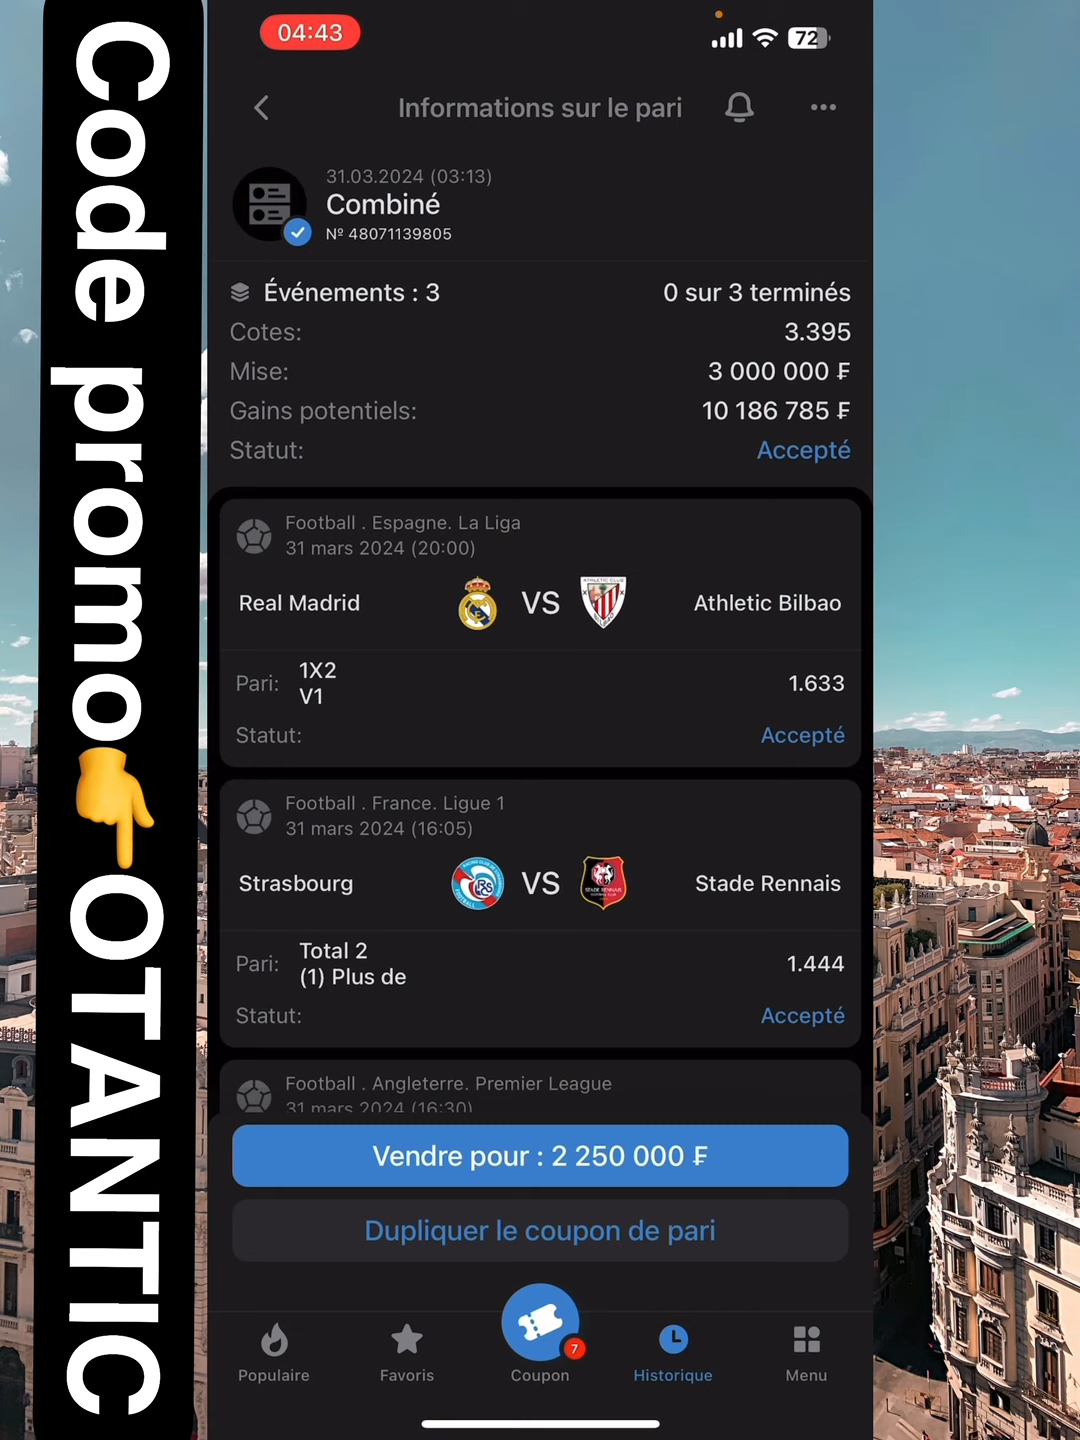 Code promo👇OTANTIC
04:43
72
Informations sur le pari
31.03.2024 (03:13)
Combiné
Nº 48071139805
Événements : 3
0 sur 3 terminés
Cotes:
3.395
Mise:
3 000 000 ₣
Gains potentiels:
10 186 785 ₣
Statut:
Accepté
Football . Espagne. La Liga
31 mars 2024 (20:00)
Real Madrid
VS
Athletic Bilbao
Pari:
1X2
V1
1.633
Statut:
Accepté
Football . France. Ligue 1
31 mars 2024 (16:05)
Strasbourg
VS
Stade Rennais
Pari:
Total 2
(1) Plus de
1.444
Statut:
Accepté
Football . Angleterre. Premier League
31 mars 2024 (16:30)
Vendre pour : 2 250 000 ₣
Dupliquer le coupon de pari
7
Populaire
Favoris
Coupon
Historique
Menu